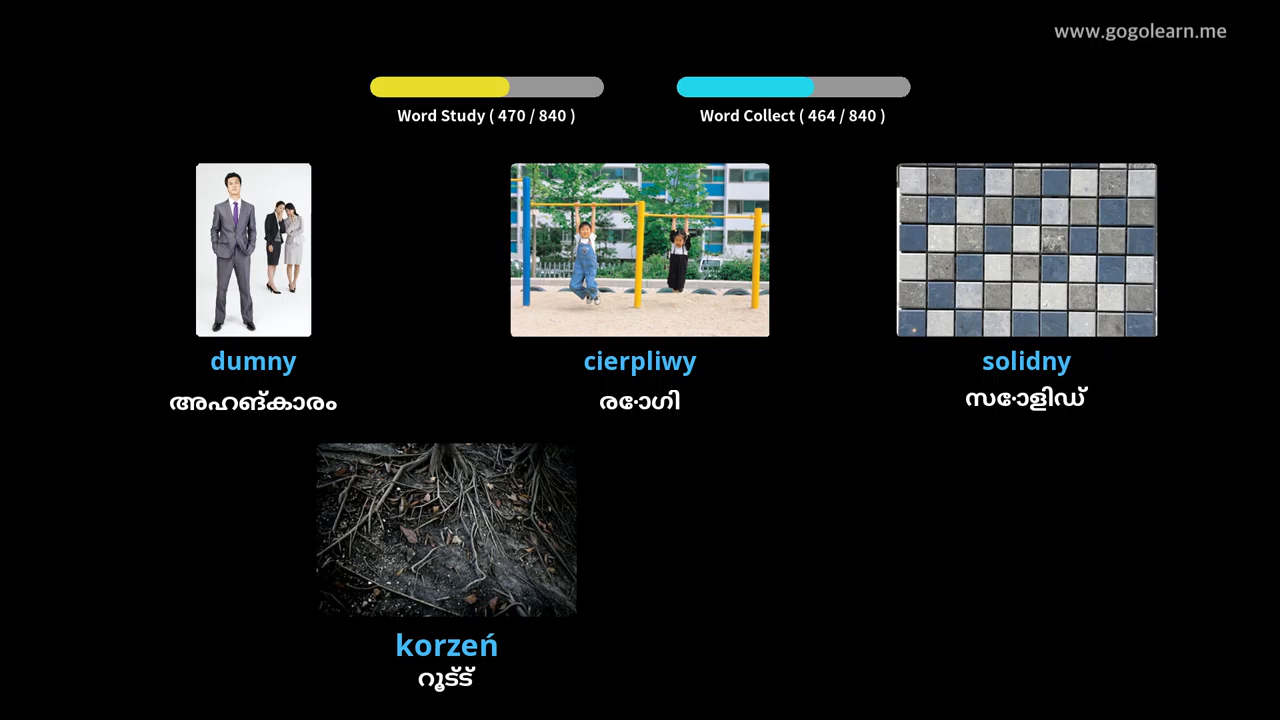 www.gogolearn.me
Word Study ( 470 / 840 )
Word Collect ( 464 / 840 )
dumny
cierpliwy
solidny
അഹങ്കാരം
രോഗി
സോളിഡ്
korzeń
റൂട്ട്